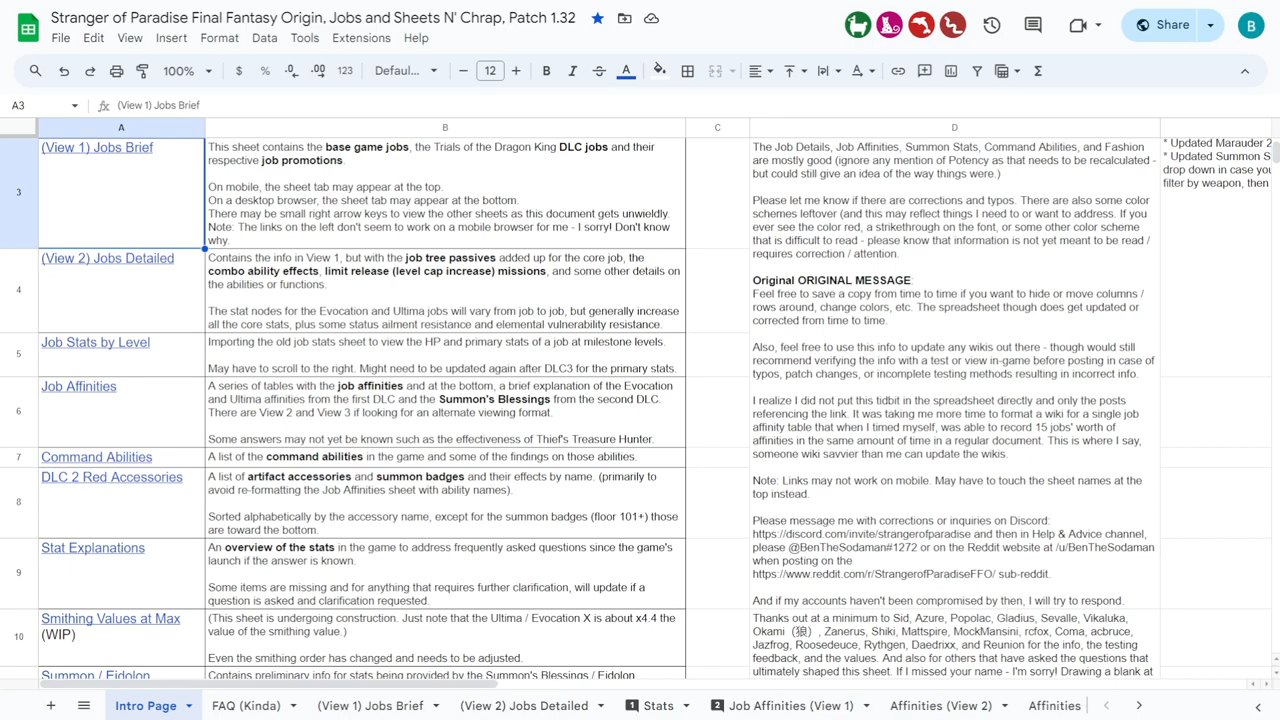 Stranger of Paradise Final Fantasy Origin, Jobs and Sheets N' Chrap, Patch 1.32
File Edit View Insert Format Data Tools Extensions Help
Share
B
100% $ % .0 .00 123 Defaul... 12 B I A
A3 fx (View 1) Jobs Brief
A B C D
3
(View 1) Jobs Brief
This sheet contains the base game jobs, the Trials of the Dragon King DLC jobs and their
respective job promotions.
On mobile, the sheet tab may appear at the top.
On a desktop browser, the sheet tab may appear at the bottom.
There may be small right arrow keys to view the other sheets as this document gets unwieldly.
Note: The links on the left don't seem to work on a mobile browser for me - I sorry! Don't know
why.
4
(View 2) Jobs Detailed
Contains the info in View 1, but with the job tree passives added up for the core job, the
combo ability effects, limit release (level cap increase) missions, and some other details on
the abilities or functions.
The stat nodes for the Evocation and Ultima jobs will vary from job to job, but generally increase
all the core stats, plus some status ailment resistance and elemental vulnerability resistance.
5
Job Stats by Level
Importing the old job stats sheet to view the HP and primary stats of a job at milestone levels.
May have to scroll to the right. Might need to be updated again after DLC3 for the primary stats.
6
Job Affinities
A series of tables with the job affinities and at the bottom, a brief explanation of the Evocation
and Ultima affinities from the first DLC and the Summon's Blessings from the second DLC.
There are View 2 and View 3 if looking for an alternate viewing format.
Some answers may not yet be known such as the effectiveness of Thief's Treasure Hunter.
7
Command Abilities
A list of the command abilities in the game and some of the findings on those abilities.
8
DLC 2 Red Accessories
A list of artifact accessories and summon badges and their effects by name. (primarily to
avoid re-formatting the Job Affinities sheet with ability names).
Sorted alphabetically by the accessory name, except for the summon badges (floor 101+) those
are toward the bottom.
9
Stat Explanations
An overview of the stats in the game to address frequently asked questions since the game's
launch if the answer is known.
Some items are missing and for anything that requires further clarification, will update if a
question is asked and clarification requested.
10
Smithing Values at Max
(WIP)
(This sheet is undergoing construction. Just note that the Ultima / Evocation X is about x4.4 the
value of the smithing value.)
Even the smithing order has changed and needs to be adjusted.
Summon / Eidolon
Contains preliminary info for stats being provided by the Summon's Blessings / Eidolon
The Job Details, Job Affinities, Summon Stats, Command Abilities, and Fashion
are mostly good (ignore any mention of Potency as that needs to be recalculated -
but could still give an idea of the way things were.)
Please let me know if there are corrections and typos. There are also some color
schemes leftover (and this may reflect things I need to or want to address. If you
ever see the color red, a strikethrough on the font, or some other color scheme
that is difficult to read - please know that information is not yet meant to be read /
requires correction / attention.
Original ORIGINAL MESSAGE:
Feel free to save a copy from time to time if you want to hide or move columns /
rows around, change colors, etc. The spreadsheet though does get updated or
corrected from time to time.
Also, feel free to use this info to update any wikis out there - though would still
recommend verifying the info with a test or view in-game before posting in case of
typos, patch changes, or incomplete testing methods resulting in incorrect info.
I realize I did not put this tidbit in the spreadsheet directly and only the posts
referencing the link. It was taking me more time to format a wiki for a single job
affinity table that when I timed myself, was able to record 15 jobs' worth of
affinities in the same amount of time in a regular document. This is where I say,
someone wiki savvier than me can update the wikis.
Note: Links may not work on mobile. May have to touch the sheet names at the
top instead.
Please message me with corrections or inquiries on Discord:
https://discord.com/invite/strangerofparadise and then in Help & Advice channel,
please @BenTheSodaman#1272 or on the Reddit website at /u/BenTheSodaman
when posting on the
https://www.reddit.com/r/StrangerofParadiseFFO/ sub-reddit.
And if my accounts haven't been compromised by then, I will try to respond.
Thanks out at a minimum to Sid, Azure, Popolac, Gladius, Sevalle, Vikaluka,
Okami（狼）, Zanerus, Shiki, Mattspire, MockMansini, rcfox, Coma, acbruce,
Jazfrog, Roosedeuce, Rythgen, Daedrixx, and Reunion for the info, the testing
feedback, and the values. And also for others that have asked the questions that
ultimately shaped this sheet. If I missed your name - I'm sorry! Drawing a blank at
* Updated Marauder 2
* Updated Summon S
drop down in case you
filter by weapon, then
Intro Page FAQ (Kinda) (View 1) Jobs Brief (View 2) Jobs Detailed 1 Stats 2 Job Affinities (View 1) Affinities (View 2) Affinities